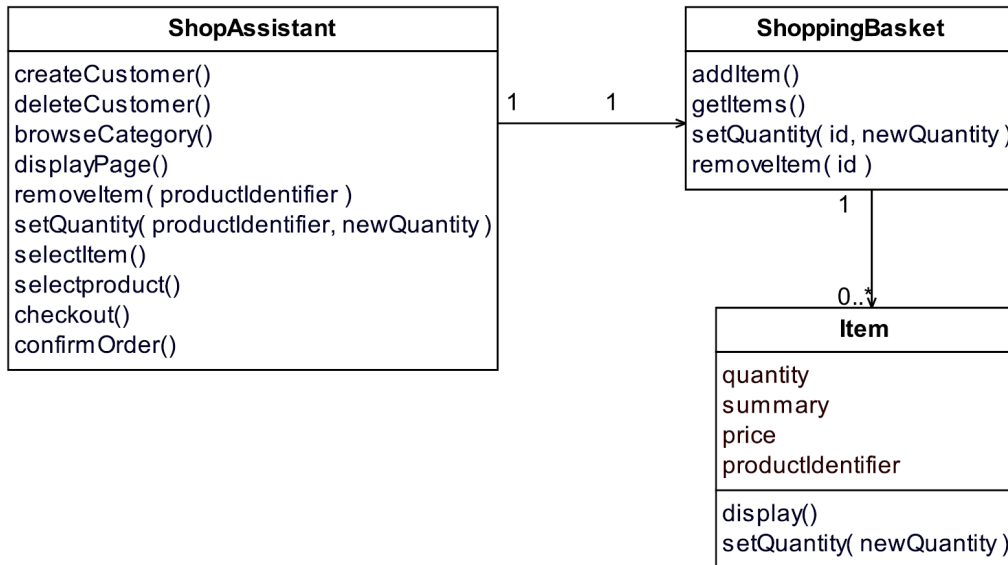 ShopAssistant
createCustomer()
deleteCustomer()
browseCategory()
displayPage()
removeItem( productIdentifier )
setQuantity( productIdentifier, newQuantity )
selectItem()
selectproduct()
checkout()
confirmOrder()
1
1
ShoppingBasket
addItem()
getItems()
setQuantity( id, newQuantity )
removeItem( id )
1
0..*
Item
quantity
summary
price
productIdentifier
display()
setQuantity( newQuantity )